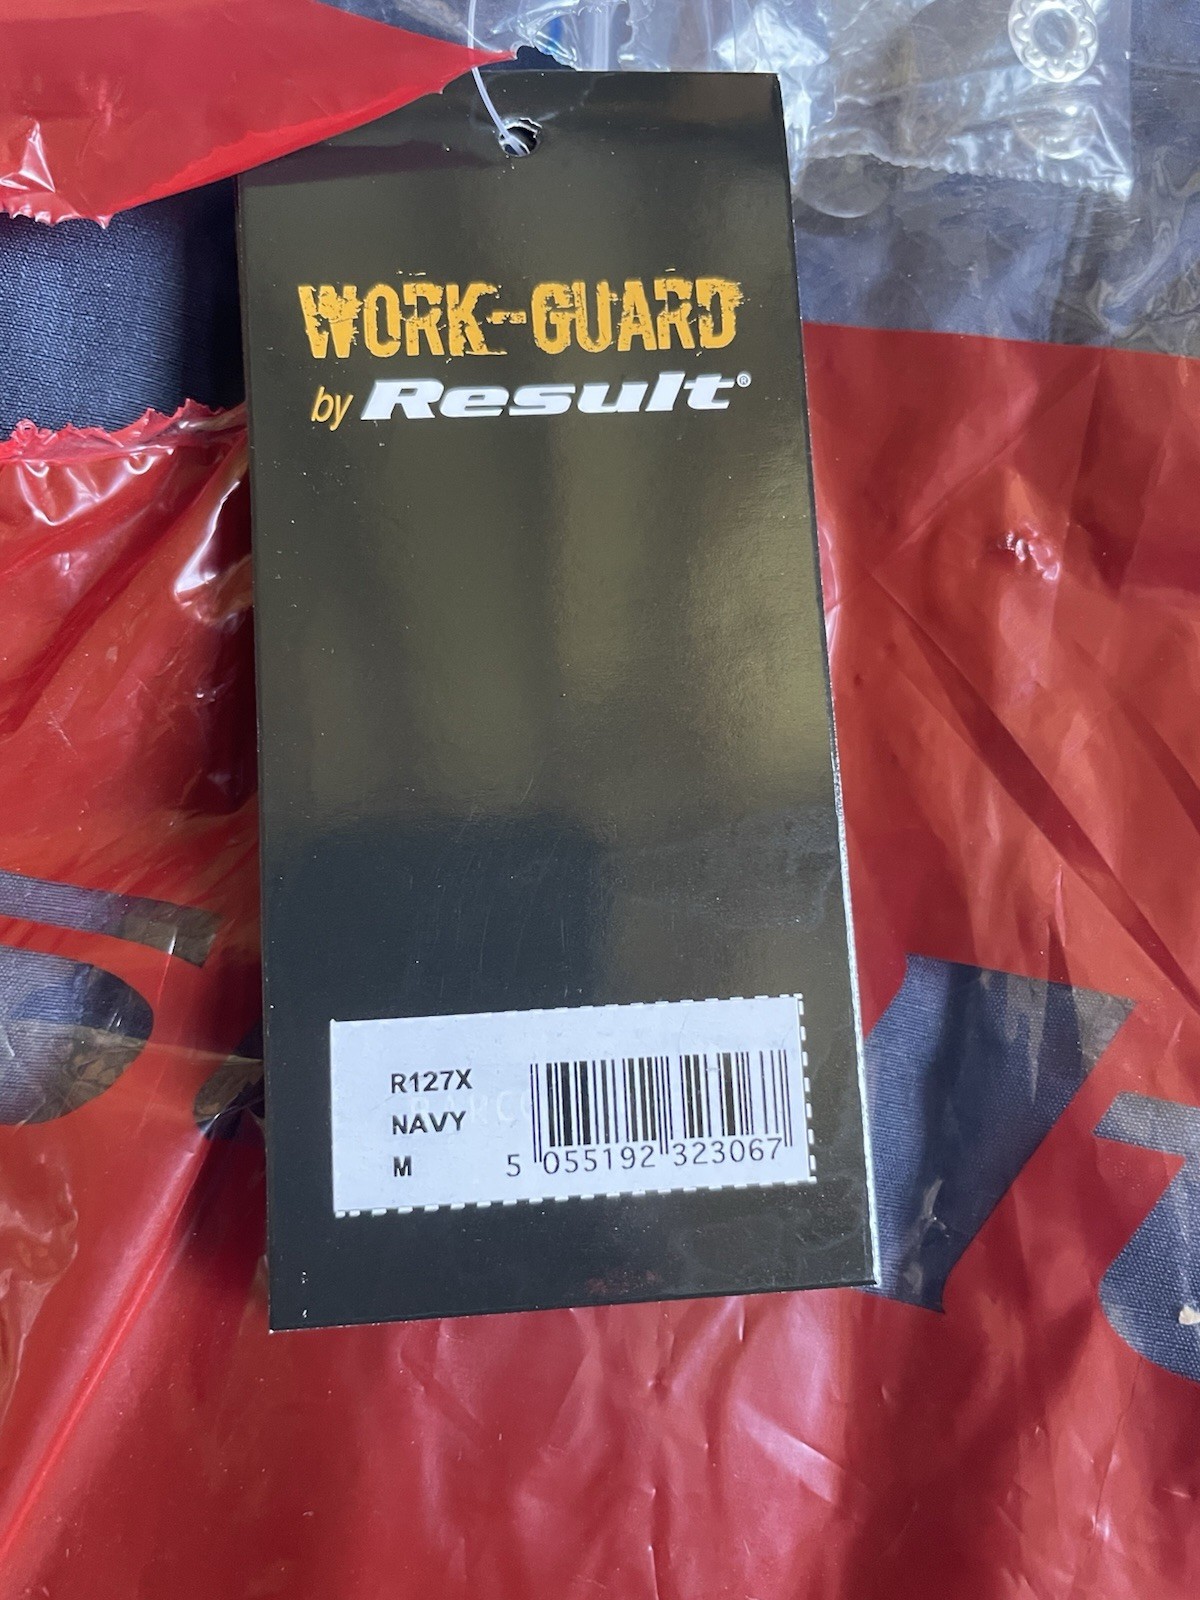 WORK-GUARD
by Result®
R127X
NAVY
M
5 055192 323067